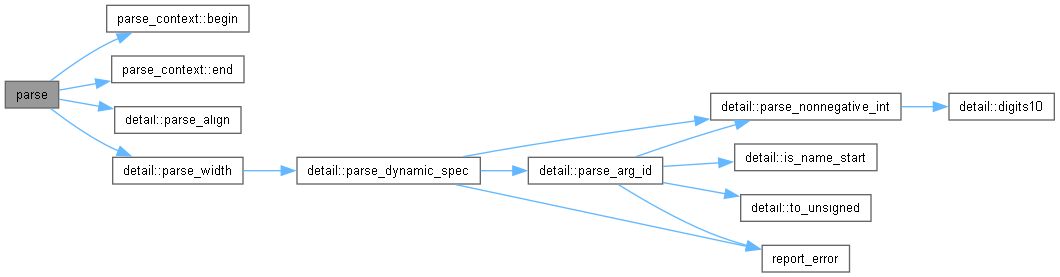 parse
parse_context::begin
parse_context::end
detail::parse_align
detail::parse_width
detail::parse_dynamic_spec
detail::parse_arg_id
detail::parse_nonnegative_int
detail::is_name_start
detail::to_unsigned
report_error
detail::digits10